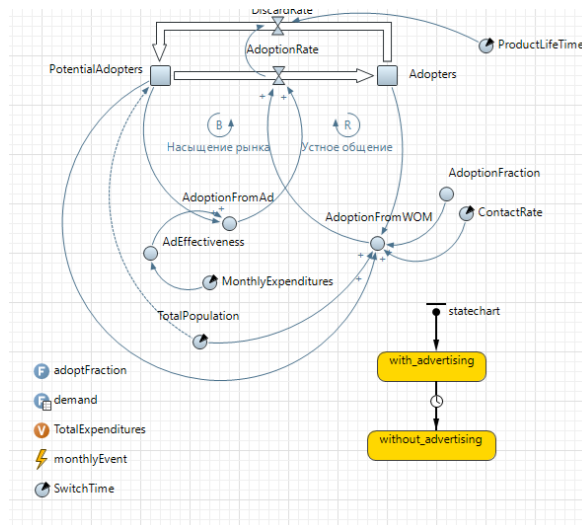 DiscardRate
ProductLifeTime
AdoptionRate
PotentialAdopters
Adopters
B
R
Насыщение рынка
Устное общение
AdoptionFraction
AdoptionFromAd
AdoptionFromWOM
ContactRate
AdEffectiveness
MonthlyExpenditures
TotalPopulation
statechart
with_advertising
without_advertising
F adoptFraction
F demand
V TotalExpenditures
monthlyEvent
SwitchTime